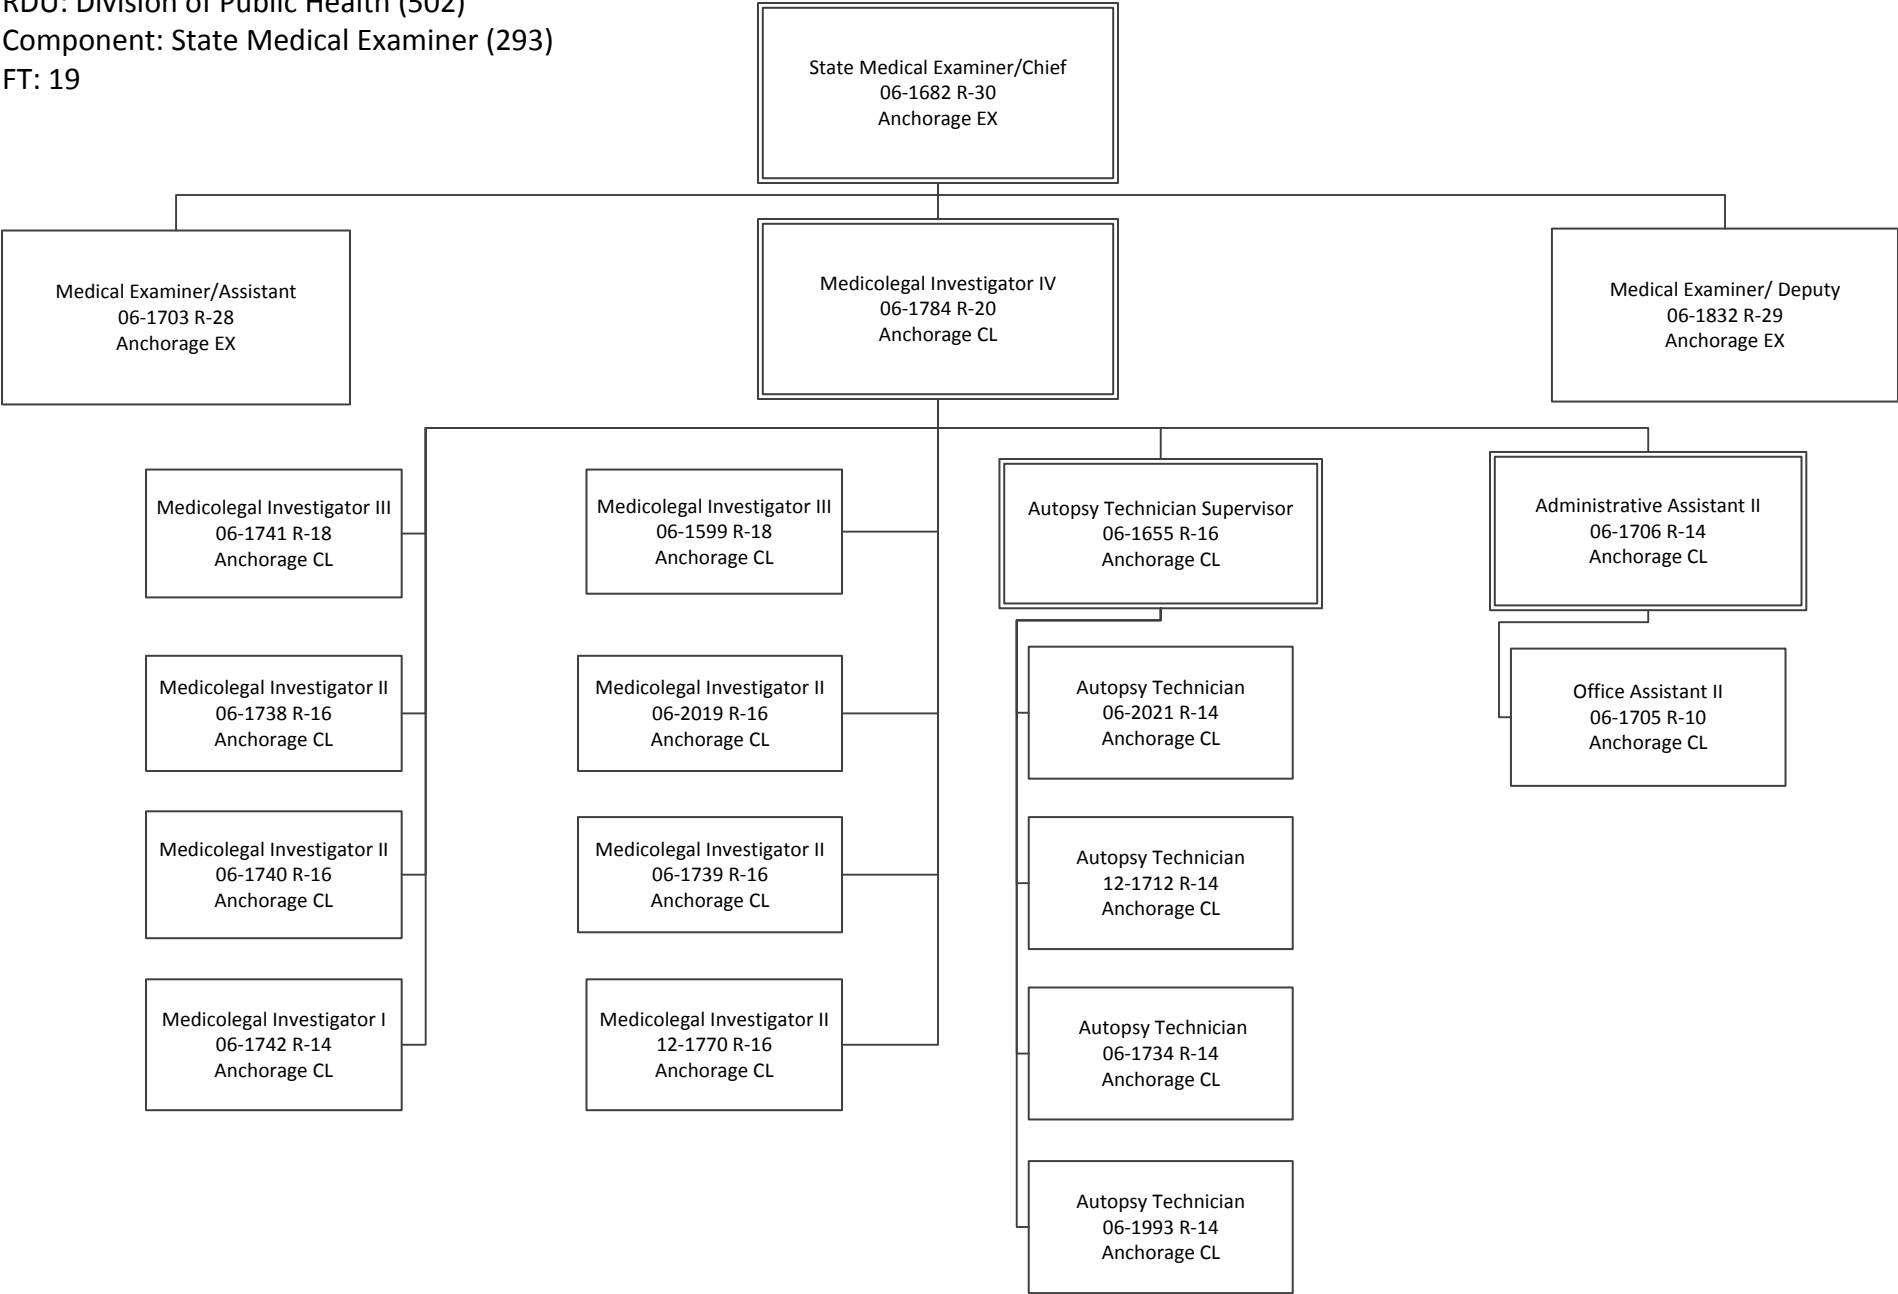 RDU: Division of Public Health (502)
Component: State Medical Examiner (293)
FT: 19
State Medical Examiner/Chief
06-1682 R-30
Anchorage EX
Medical Examiner/Assistant
06-1703 R-28
Anchorage EX
Medicolegal Investigator IV
06-1784 R-20
Anchorage CL
Medical Examiner/ Deputy
06-1832 R-29
Anchorage EX
Medicolegal Investigator III
06-1741 R-18
Anchorage CL
Medicolegal Investigator III
06-1599 R-18
Anchorage CL
Autopsy Technician Supervisor
06-1655 R-16
Anchorage CL
Administrative Assistant II
06-1706 R-14
Anchorage CL
Medicolegal Investigator II
06-1738 R-16
Anchorage CL
Medicolegal Investigator II
06-2019 R-16
Anchorage CL
Autopsy Technician
06-2021 R-14
Anchorage CL
Office Assistant II
06-1705 R-10
Anchorage CL
Medicolegal Investigator II
06-1740 R-16
Anchorage CL
Medicolegal Investigator II
06-1739 R-16
Anchorage CL
Autopsy Technician
12-1712 R-14
Anchorage CL
Medicolegal Investigator I
06-1742 R-14
Anchorage CL
Medicolegal Investigator II
12-1770 R-16
Anchorage CL
Autopsy Technician
06-1734 R-14
Anchorage CL
Autopsy Technician
06-1993 R-14
Anchorage CL